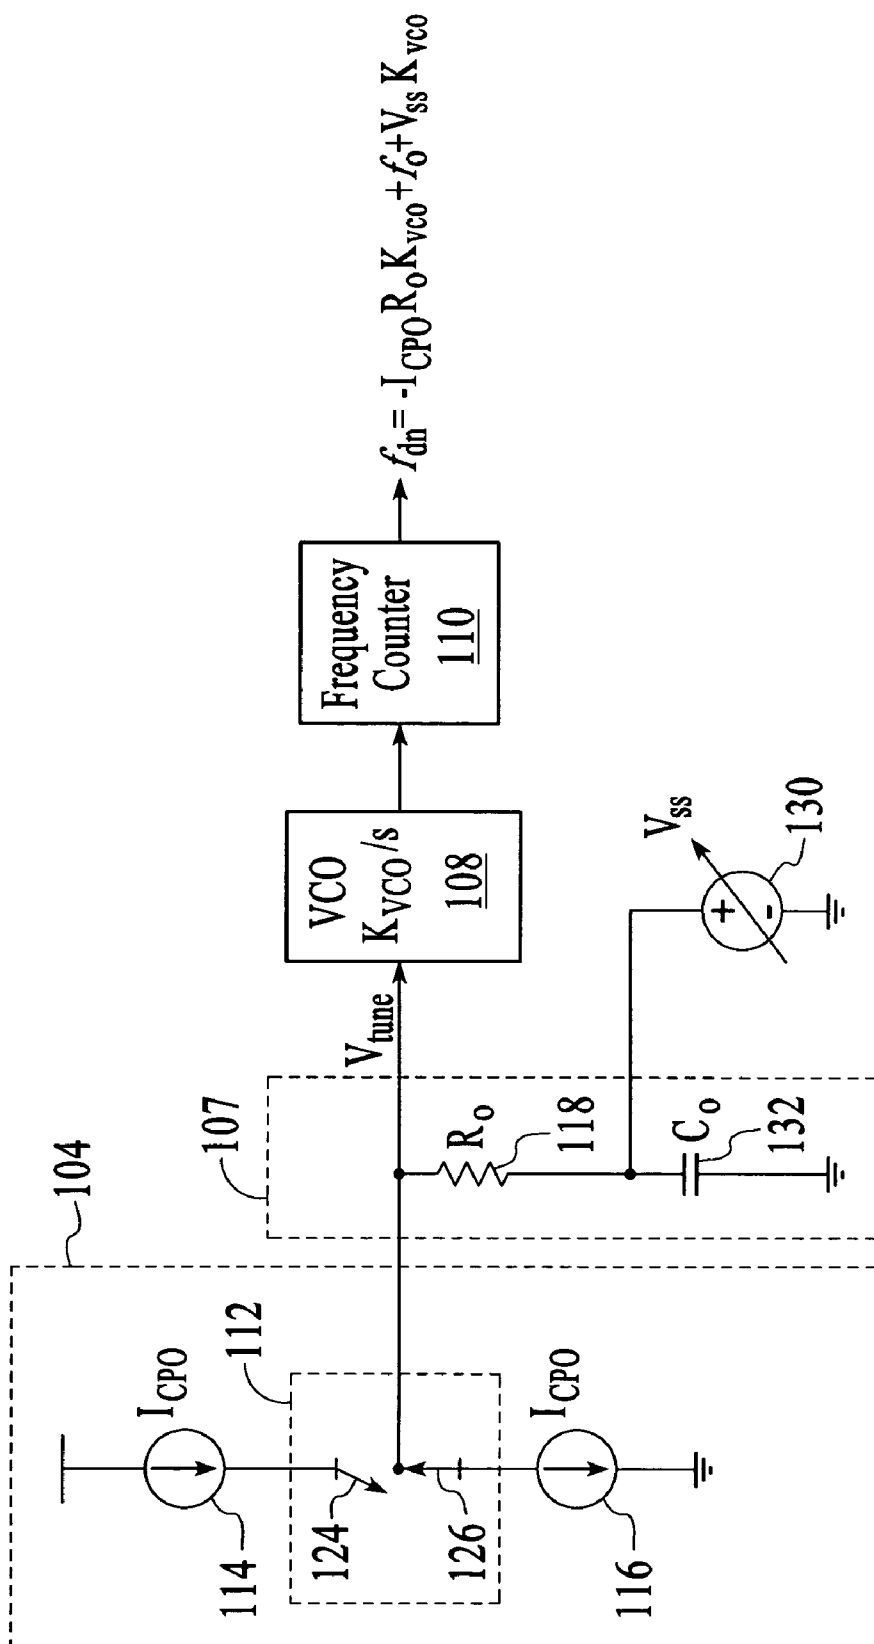 104
107
112
I_CPO
114
124
126
I_CPO
116
V_tune
R_o
118
C_o
132
VCO
K_VCO/s
108
Frequency
Counter
110
V_ss
+
-
130
f_dn = -I_CPO R_o K_vco + f_o + V_ss K_vco